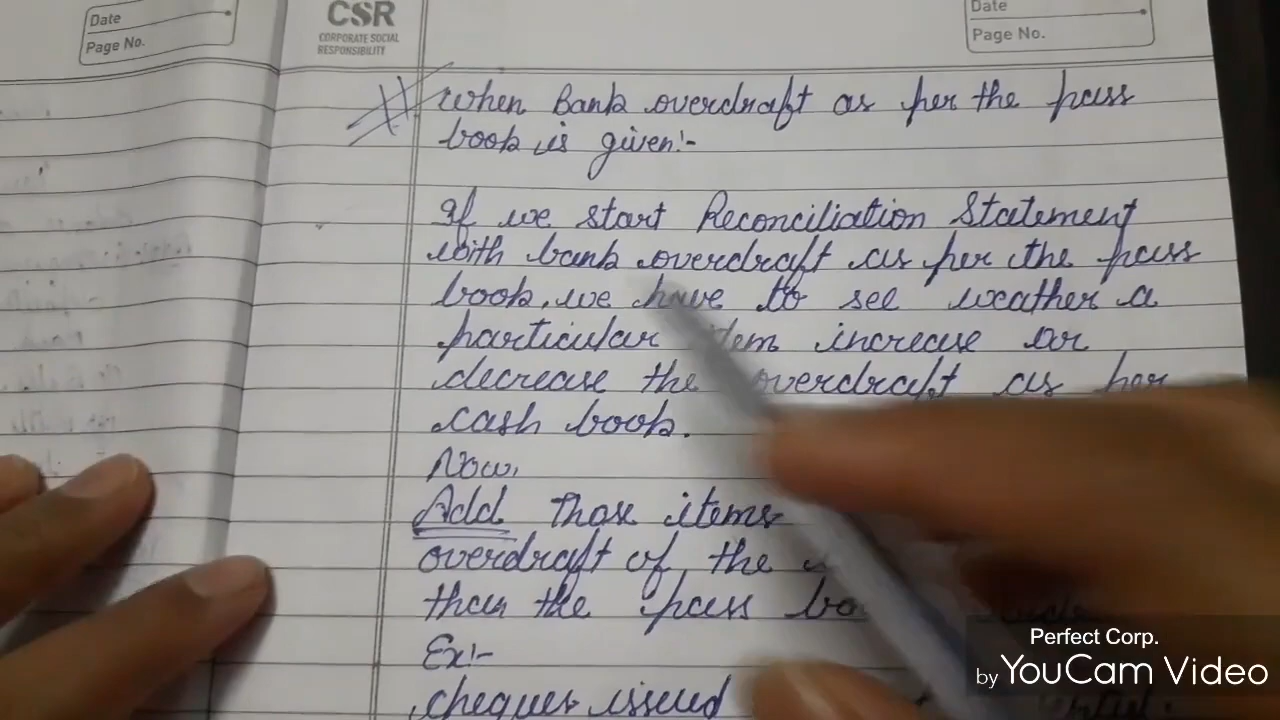 Date
Page No.
CSR
CORPORATE SOCIAL
RESPONSIBILITY
Date
Page No.
When Bank overdraft as per the pass
book is given:-
If we start Reconciliation Statement
with bank overdraft as per the pass
book. we have to see weather a
particular item increase or
decrease the overdraft as per
cash book.
Now,
Add Those items
overdraft of the
than the pass
Ex:-
cheques issued
Perfect Corp.
by YouCam Video